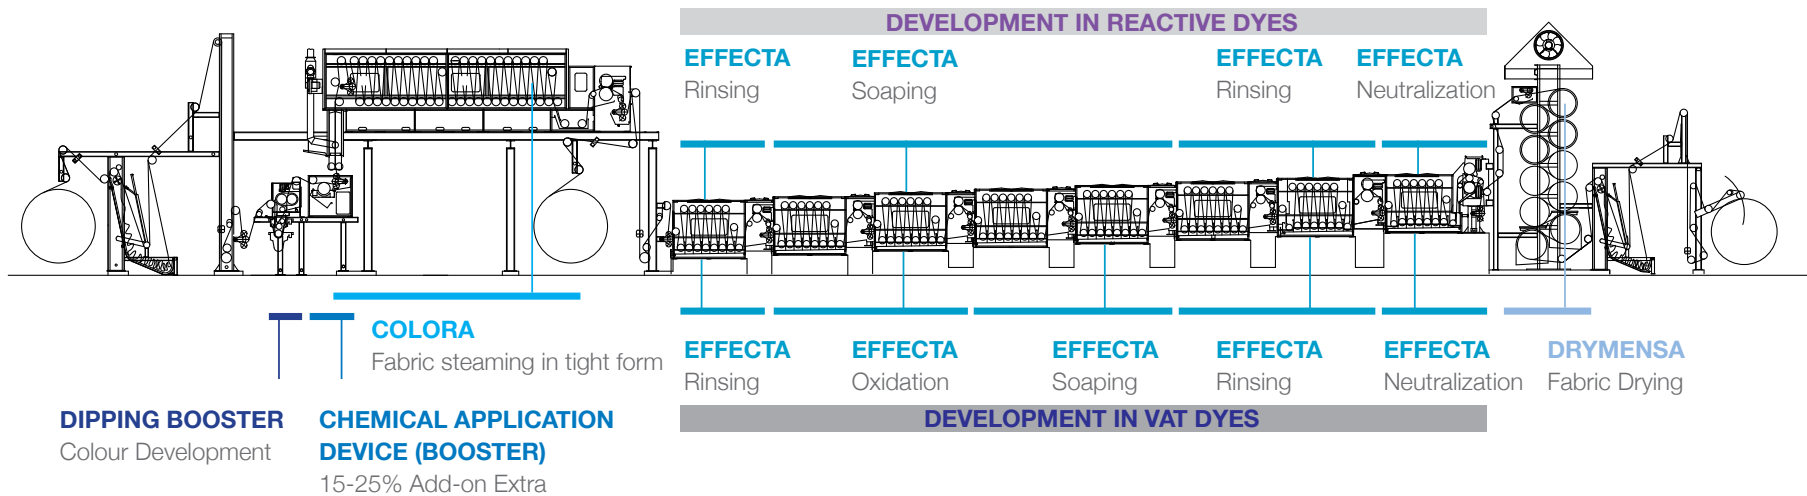 DEVELOPMENT IN REACTIVE DYES
EFFECTA
Rinsing
EFFECTA
Soaping
EFFECTA
Rinsing
EFFECTA
Neutralization
COLORA
Fabric steaming in tight form
EFFECTA
Rinsing
EFFECTA
Oxidation
EFFECTA
Soaping
EFFECTA
Rinsing
EFFECTA
Neutralization
DRYMENSA
Fabric Drying
DEVELOPMENT IN VAT DYES
DIPPING BOOSTER
Colour Development
CHEMICAL APPLICATION
DEVICE (BOOSTER)
15-25% Add-on Extra